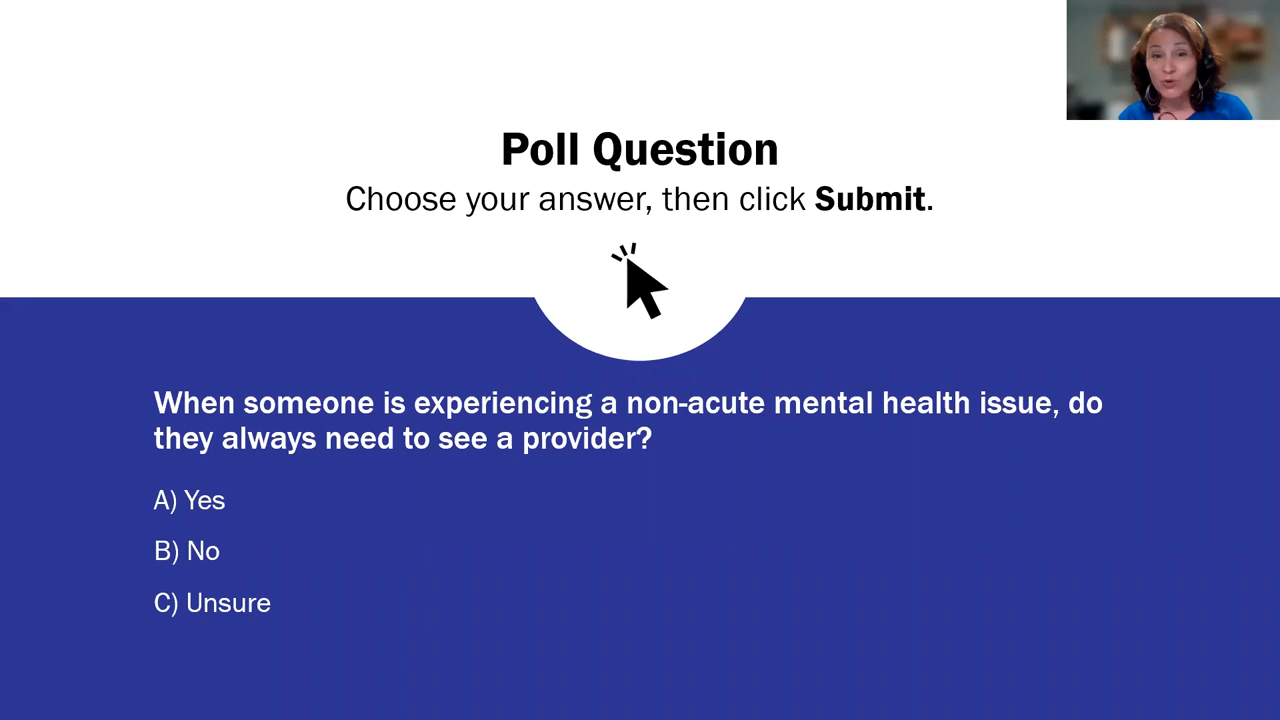 Poll Question
Choose your answer, then click Submit.
When someone is experiencing a non-acute mental health issue, do
they always need to see a provider?
A) Yes
B) No
C) Unsure